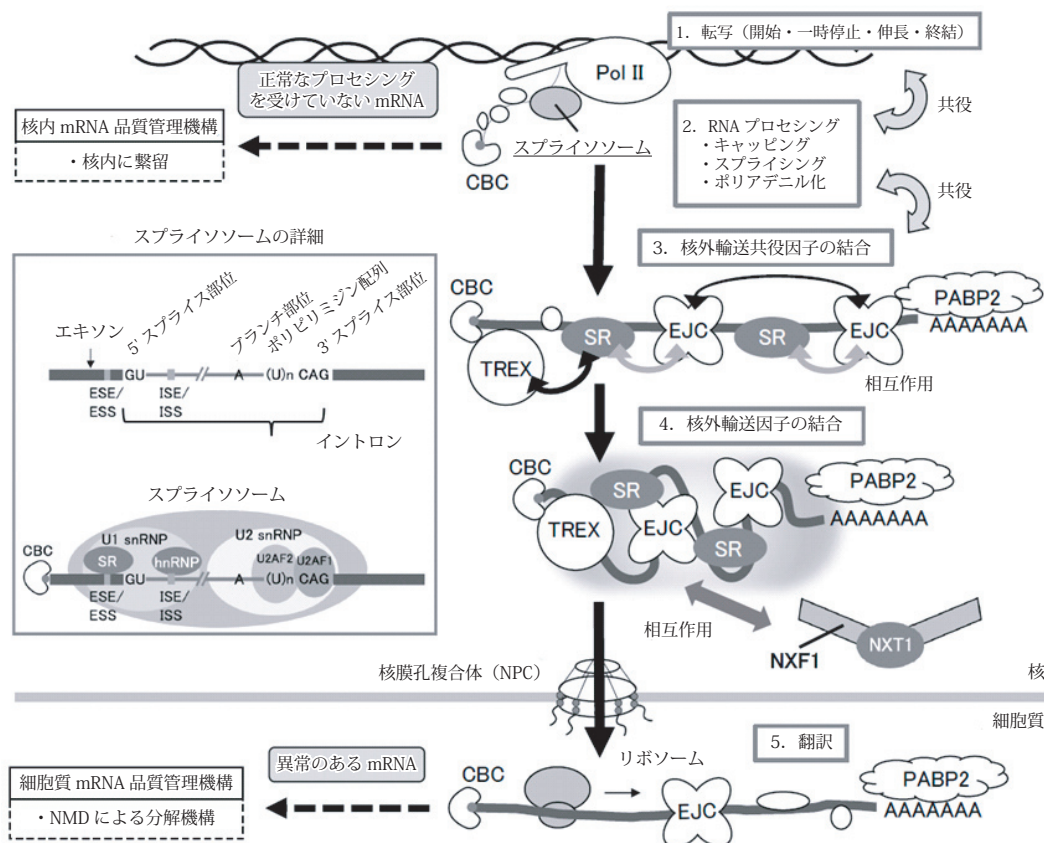 1. 転写（開始・一時停止・伸長・終結）
Pol II
正常なプロセシング
を受けていない mRNA
共役
核内 mRNA 品質管理機構
・核内に繋留
CBC
スプライソソーム
2. RNA プロセシング
・キャッピング
・スプライシング
・ポリアデニル化
共役
スプライソソームの詳細
エキソン
5' スプライス部位
ブランチ部位
ポリピリミジン配列
3' スプライス部位
GU
A
(U)n CAG
ESE/
ESS
ISE/
ISS
イントロン
スプライソソーム
U1 snRNP
U2 snRNP
CBC
SR
hnRNP
U2AF2
U2AF1
GU
A
(U)n
CAG
ESE/
ESS
ISE/
ISS
3. 核外輸送共役因子の結合
CBC
TREX
SR
EJC
SR
EJC
PABP2
AAAAAAA
相互作用
4. 核外輸送因子の結合
CBC
TREX
SR
EJC
EJC
SR
PABP2
AAAAAAA
相互作用
NXF1
NXT1
核膜孔複合体（NPC）
核
細胞質
5. 翻訳
異常のある mRNA
リボソーム
細胞質 mRNA 品質管理機構
・NMD による分解機構
CBC
EJC
PABP2
AAAAAAA